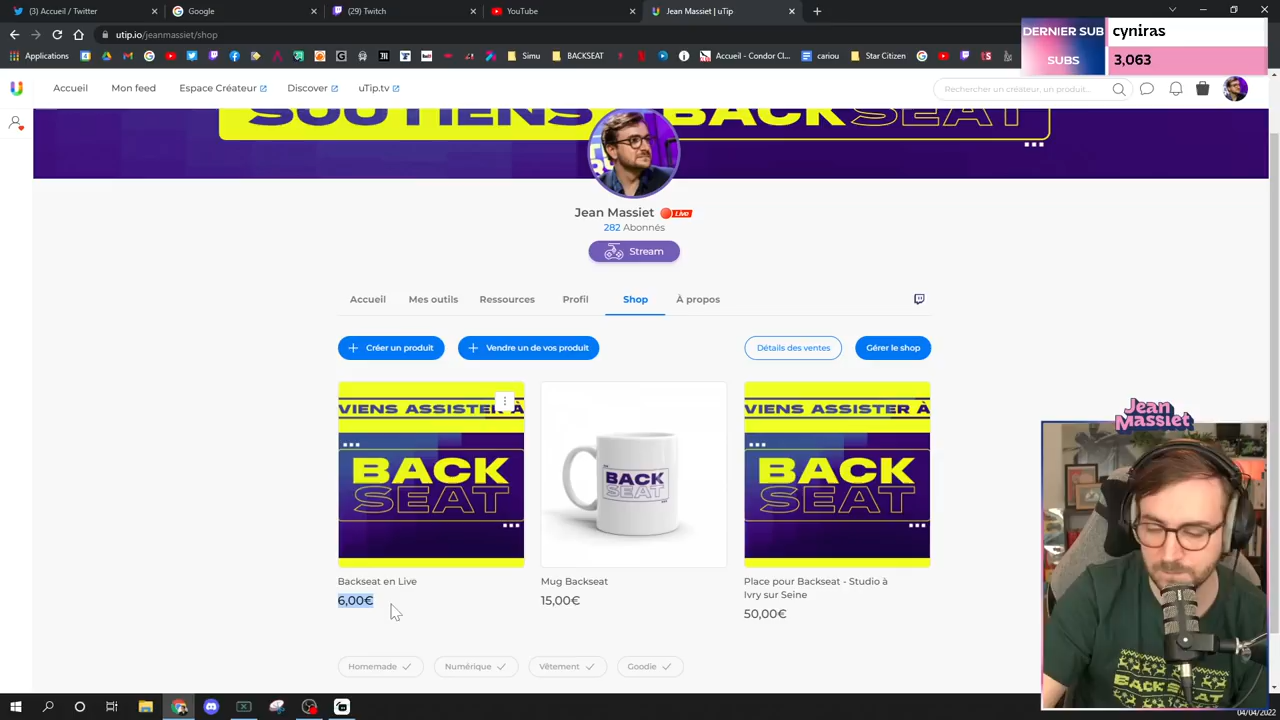 (3) Accueil / Twitter
Google
(29) Twitch
YouTube
Jean Massiet | uTip
utip.io/jeanmassiet/shop
Applications
Simu
BACKSEAT
Accueil - Condor Cl...
cariou
Star Citizen
DERNIER SUB
cyniras
SUBS
3,063
Accueil
Mon feed
Espace Créateur
Discover
uTip.tv
Rechercher un créateur, un produit...
SOUTIENS BACKSEAT
Jean Massiet
Live
282 Abonnés
Stream
Accueil
Mes outils
Ressources
Profil
Shop
À propos
Créer un produit
Vendre un de vos produit
Détails des ventes
Gérer le shop
VIENS ASSISTER À
BACK
SEAT
BACK
SEAT
VIENS ASSISTER À
BACK
SEAT
Backseat en Live
6,00€
Mug Backseat
15,00€
Place pour Backseat - Studio à
Ivry sur Seine
50,00€
Homemade
Numérique
Vêtement
Goodie
Jean
Massiet
BACK
SEAT
04/04/2022